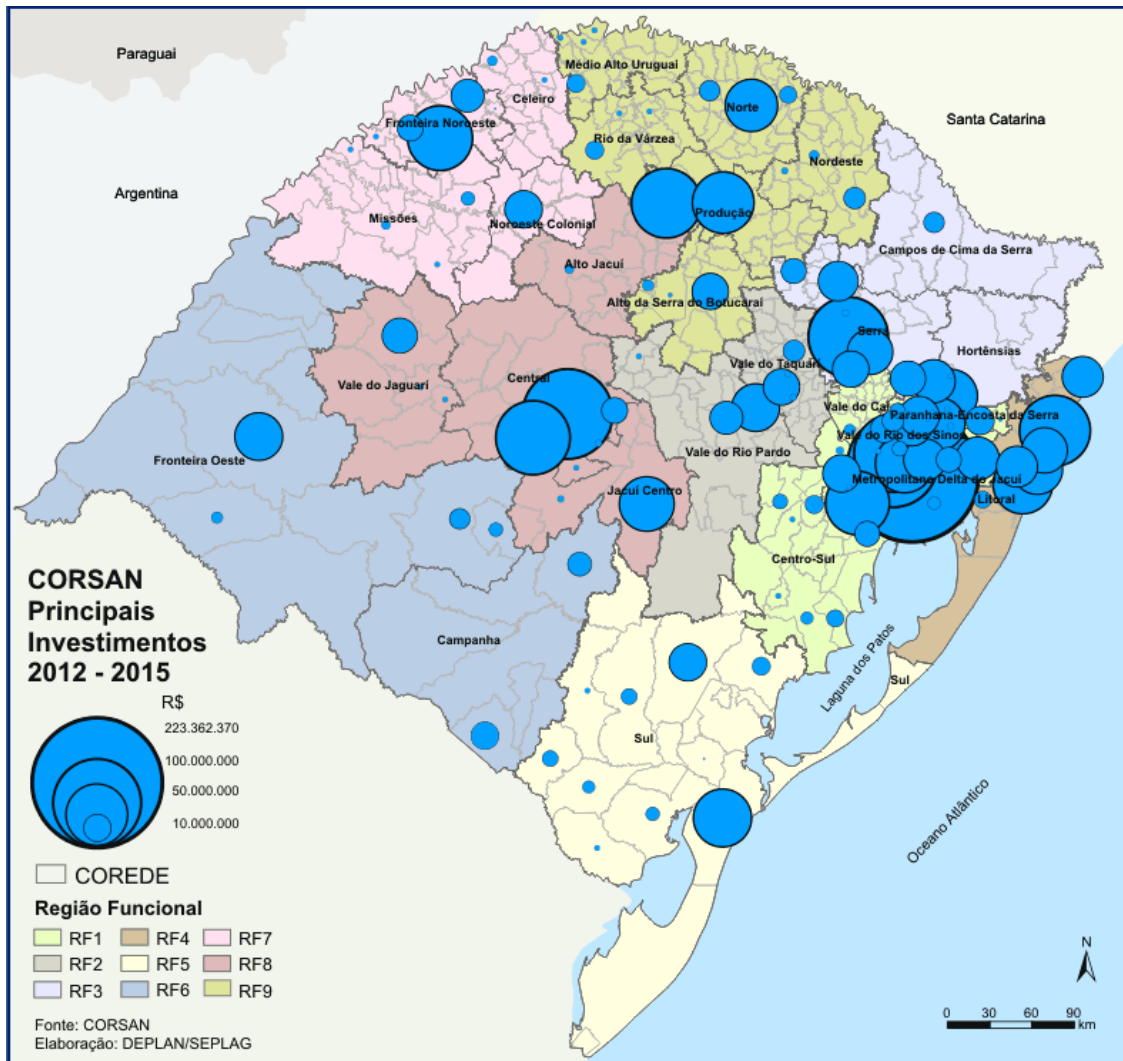 Paraguai
Argentina
Santa Catarina
Médio Alto Uruguai
Celeiro
Norte
Fronteira Noroeste
Rio da Várzea
Nordeste
Missões
Noroeste Colonial
Produção
Campos de Cima da Serra
Alto Jacuí
Alto da Serra do Botucaraí
Serra
Hortênsias
Vale do Taquari
Vale do Jaguari
Central
Vale do Caí
Paranhana-Encosta da Serra
Vale do Rio dos Sinos
Fronteira Oeste
Vale do Rio Pardo
Metropolitano Delta do Jacuí
Jacuí Centro
Litoral
Centro-Sul
Campanha
Laguna dos Patos
Sul
Sul
Oceano Atlântico
CORSAN
Principais
Investimentos
2012 - 2015
R$
223.362.370
100.000.000
50.000.000
10.000.000
COREDE
Região Funcional
RF1 RF4 RF7
RF2 RF5 RF8
RF3 RF6 RF9
Fonte: CORSAN
Elaboração: DEPLAN/SEPLAG
N
0 30 60 90
km